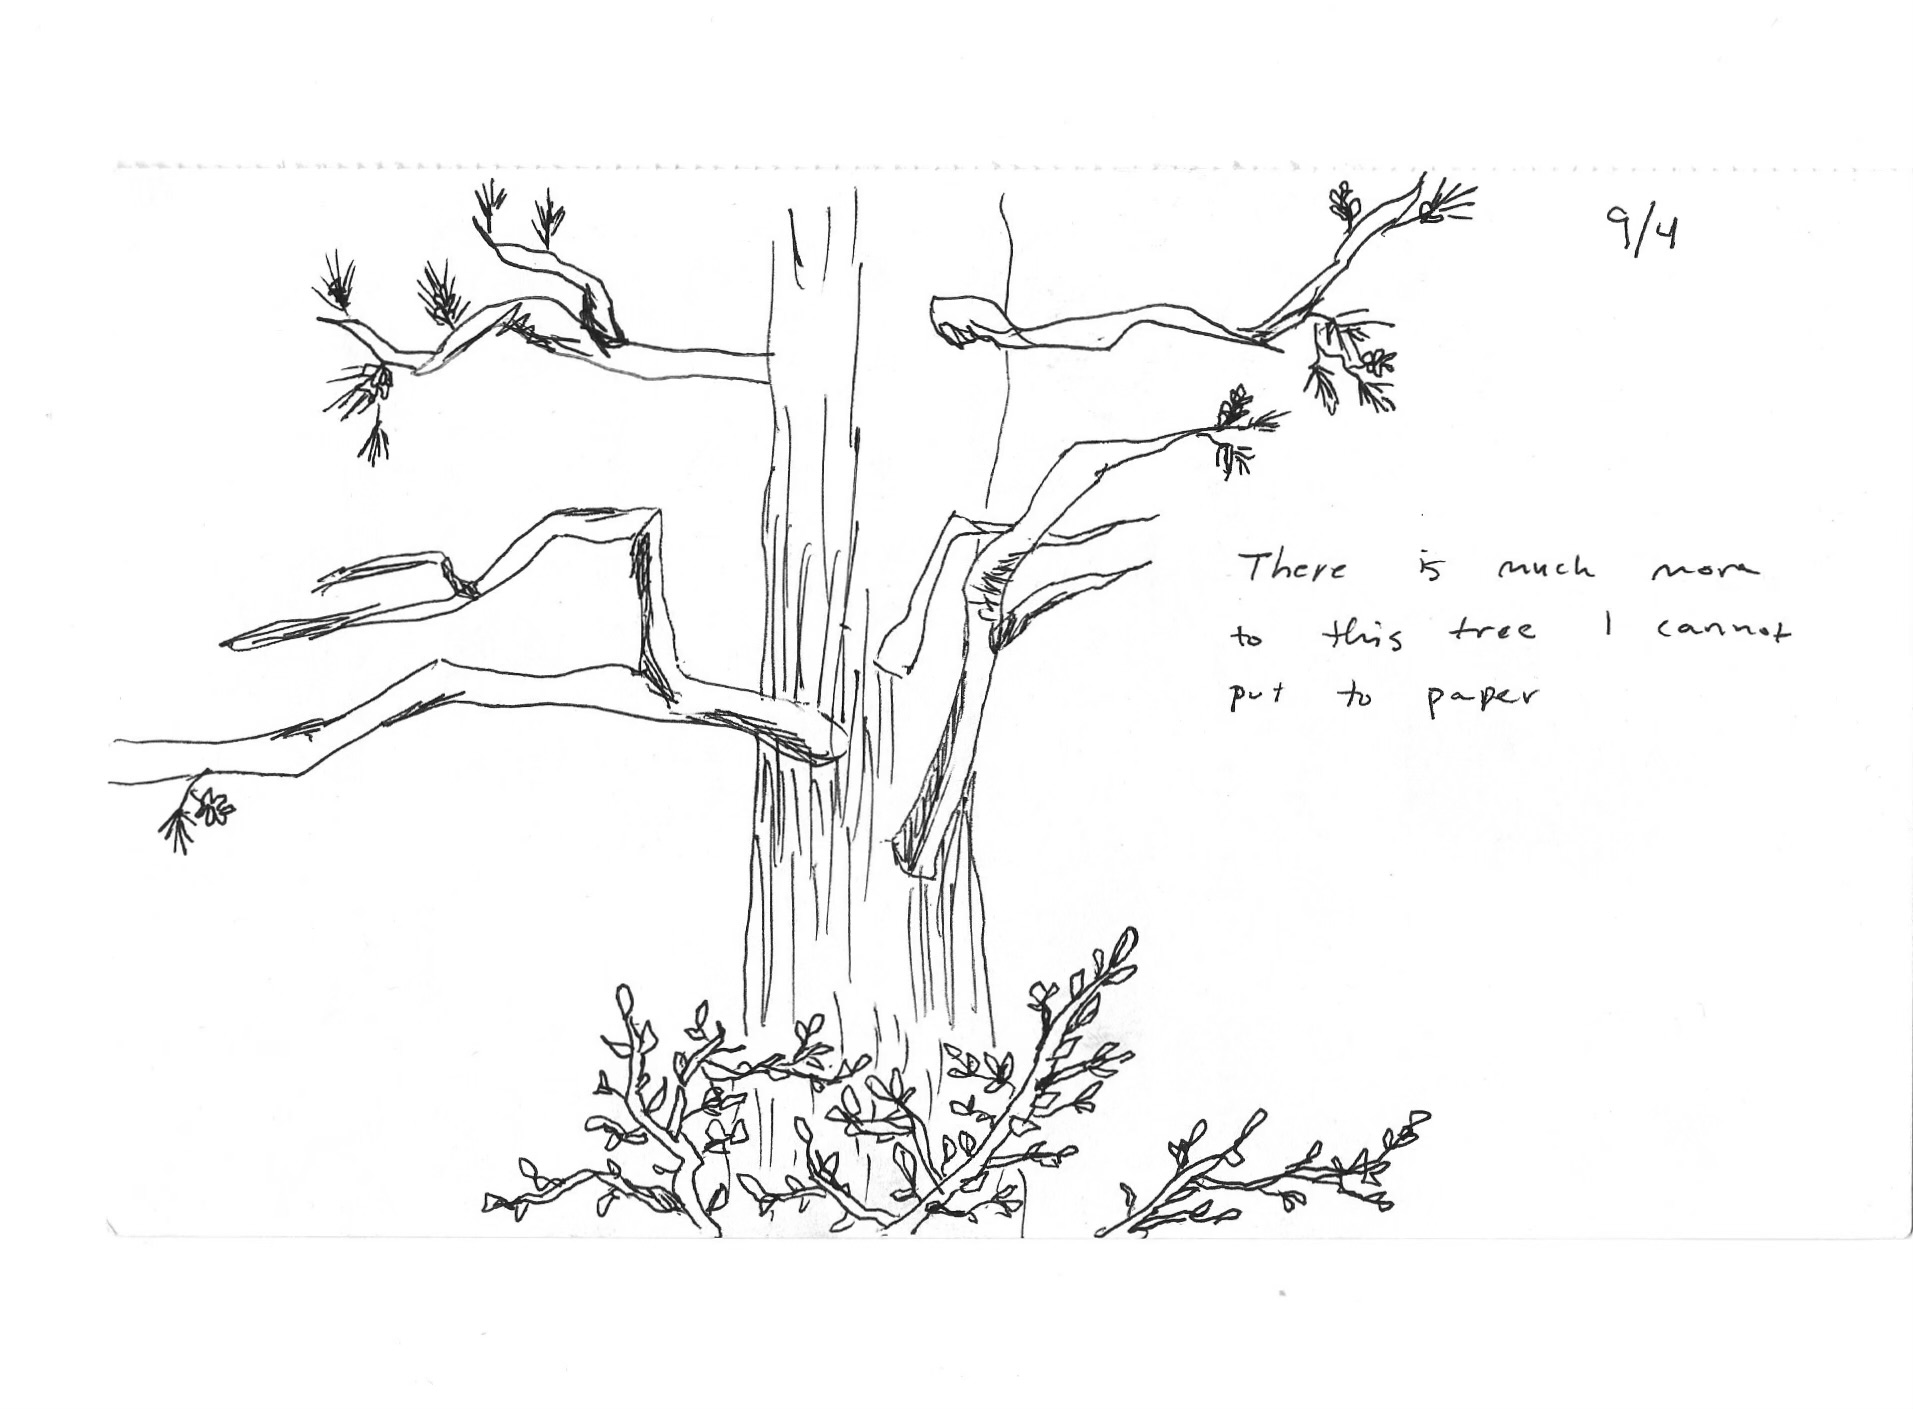 9/4
There is much more
to this tree I cannot
put to paper